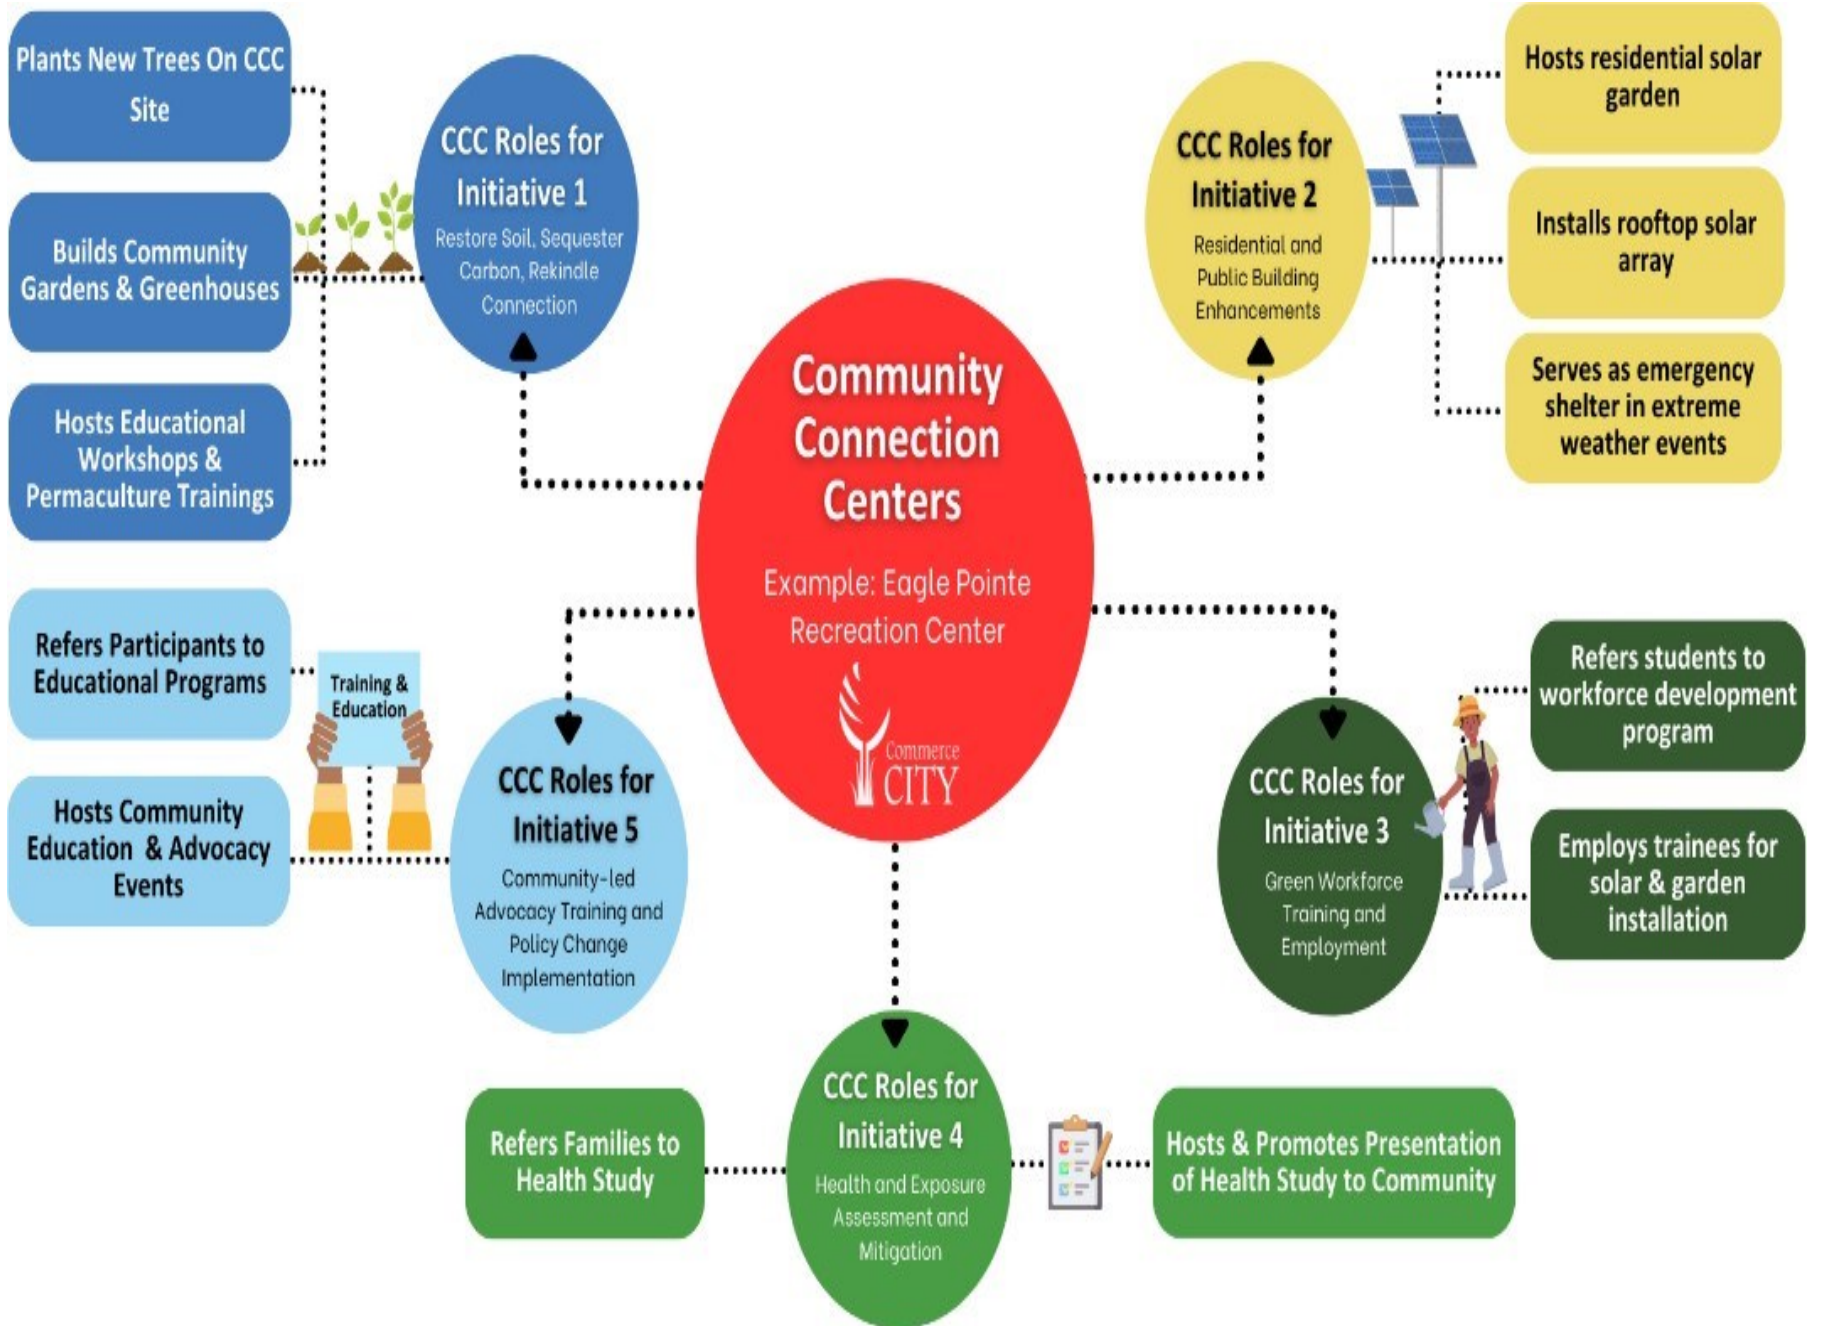 Plants New Trees On CCC
Site
Builds Community
Gardens & Greenhouses
Hosts Educational
Workshops &
Permaculture Trainings
CCC Roles for
Initiative 1
Restore Soil, Sequester
Carbon, Rekindle
Connection
CCC Roles for
Initiative 2
Residential and
Public Building
Enhancements
Hosts residential solar
garden
Installs rooftop solar
array
Serves as emergency
shelter in extreme
weather events
Community
Connection
Centers
Example: Eagle Pointe
Recreation Center
Commerce
CITY
Refers Participants to
Educational Programs
Hosts Community
Education & Advocacy
Events
Training &
Education
CCC Roles for
Initiative 5
Community-led
Advocacy Training and
Policy Change
Implementation
CCC Roles for
Initiative 3
Green Workforce
Training and
Employment
Refers students to
workforce development
program
Employs trainees for
solar & garden
installation
Refers Families to
Health Study
CCC Roles for
Initiative 4
Health and Exposure
Assessment and
Mitigation
Hosts & Promotes Presentation
of Health Study to Community